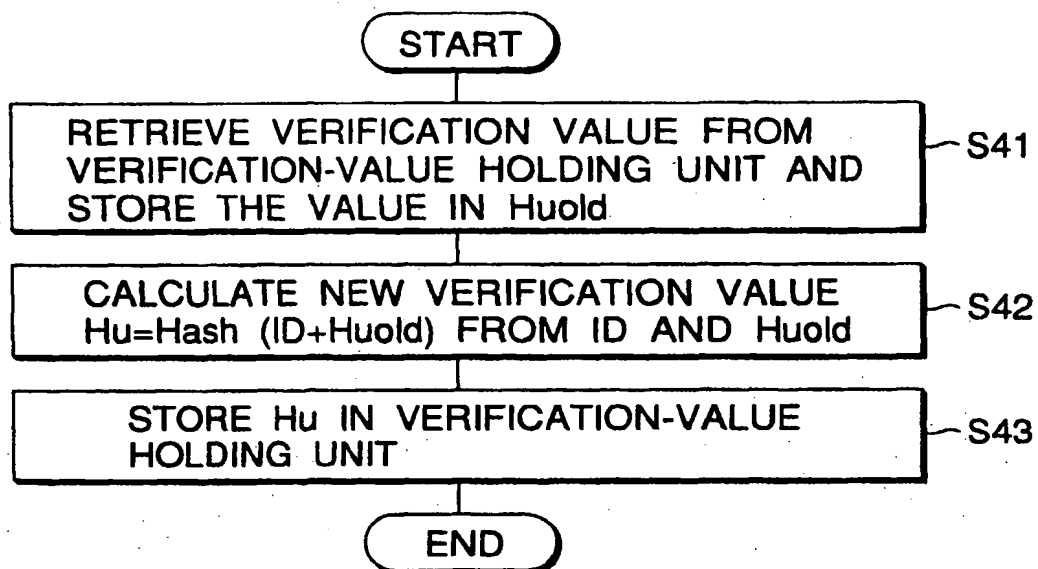 START
RETRIEVE VERIFICATION VALUE FROM
VERIFICATION-VALUE HOLDING UNIT AND
STORE THE VALUE IN Huold
S41
CALCULATE NEW VERIFICATION VALUE
Hu=Hash (ID+Huold) FROM ID AND Huold
S42
STORE Hu IN VERIFICATION-VALUE
HOLDING UNIT
S43
END